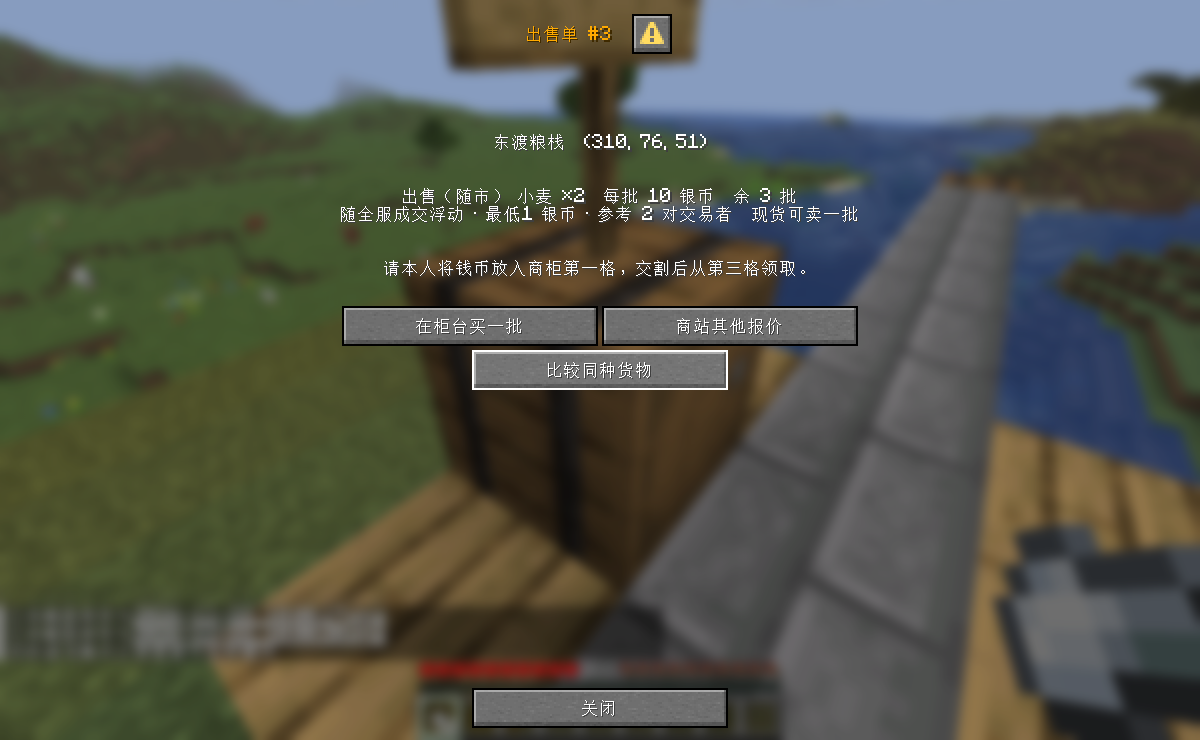 出售单 #3
东渡粮栈 (310, 76, 51)
出售（随市） 小麦 x2 每批 10 银币 余 3 批
随全服成交浮动 · 最低1 银币 · 参考 2 对交易者 现货可卖一批
请本人将钱币放入商柜第一格，交割后从第三格领取。
在柜台买一批 商站其他报价
比较同种货物
关闭